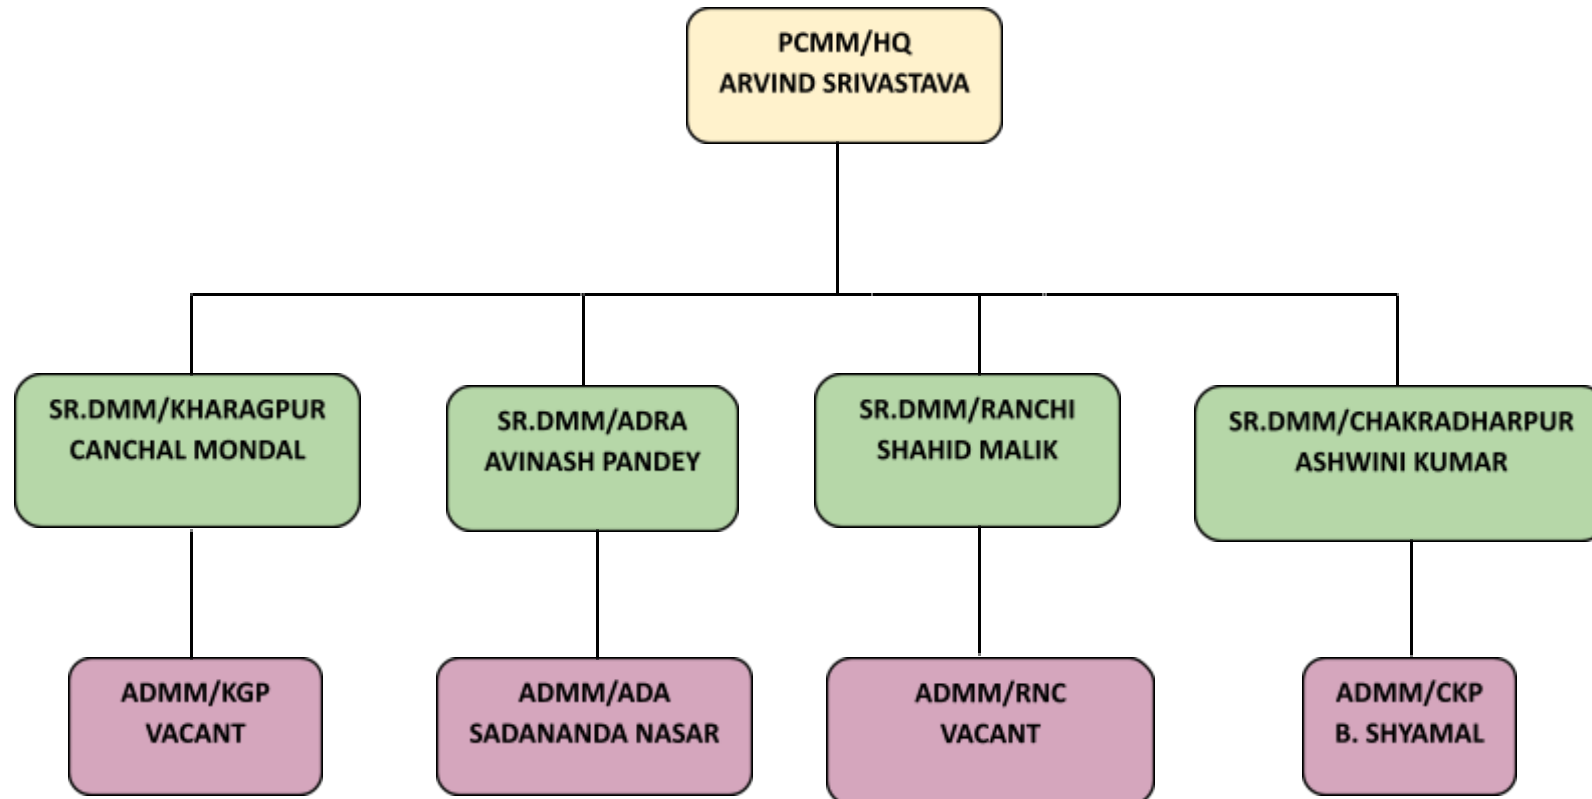 PCMM/HQ
ARVIND SRIVASTAVA
SR.DMM/KHARAGPUR
CANCHAL MONDAL
SR.DMM/ADRA
AVINASH PANDEY
SR.DMM/RANCHI
SHAHID MALIK
SR.DMM/CHAKRADHARPUR
ASHWINI KUMAR
ADMM/KGP
VACANT
ADMM/ADA
SADANANDA NASAR
ADMM/RNC
VACANT
ADMM/CKP
B. SHYAMAL